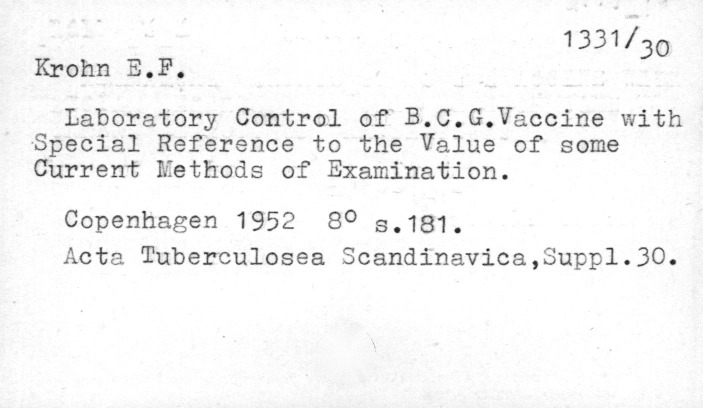 1331/30
Krohn E.F.
Laboratory Control of B.C.G.Vaccine with
Special Reference to the Value of some
Current Methods of Examination.
Copenhagen 1952 8° s.181.
Acta Tuberculosea Scandinavica,Suppl.30.